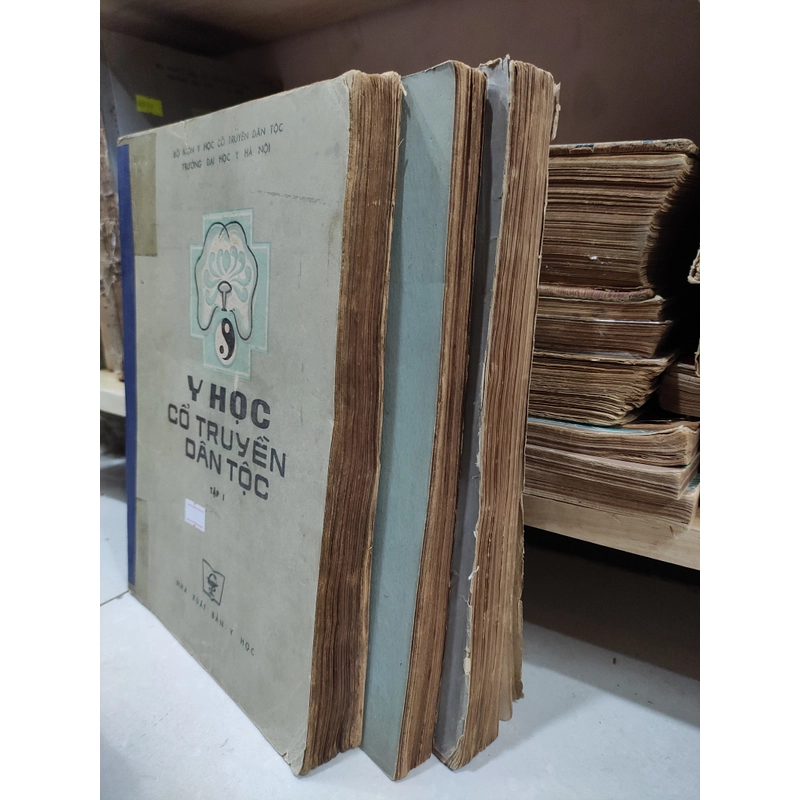 BỘ MÔN Y HỌC CỔ TRUYỀN DÂN TỘC
TRƯỜNG ĐẠI HỌC Y HÀ NỘI
Y HỌC
CỔ TRUYỀN
DÂN TỘC
TẬP I
NHÀ XUẤT BẢN Y HỌC